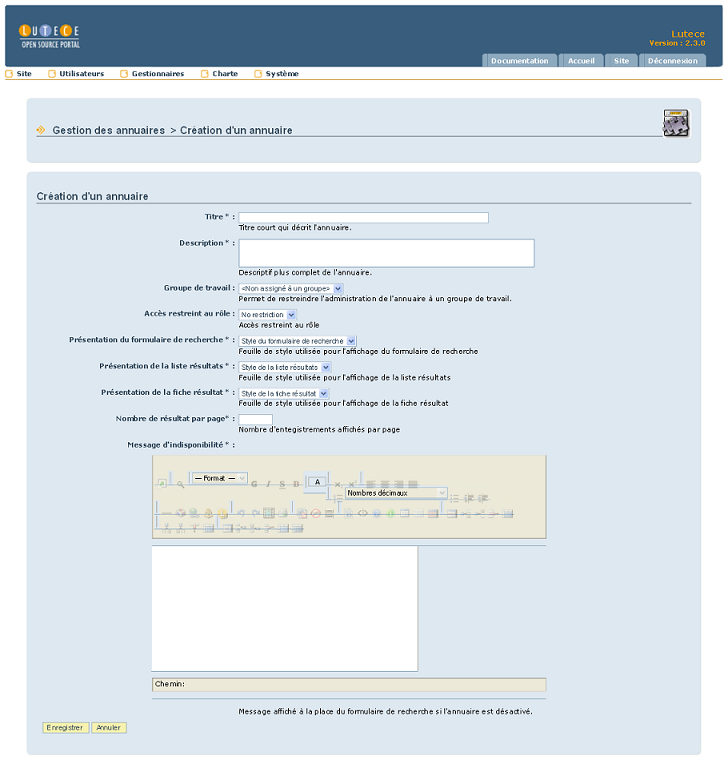 LUTECE
OPEN SOURCE PORTAL
Lutece
Version : 2.3.0
Documentation Accueil Site Déconnexion
Site Utilisateurs Gestionnaires Charte Système
Gestion des annuaires > Création d'un annuaire
Création d'un annuaire
Titre * :
Titre court qui décrit l'annuaire.
Description * :
Descriptif plus complet de l'annuaire.
Groupe de travail : <Non assigné à un groupe>
Permet de restreindre l'administration de l'annuaire à un groupe de travail.
Accès restreint au rôle : No restriction
Accès restreint au rôle
Présentation du formulaire de recherche * : Style du formulaire de recherche
Feuille de style utilisée pour l'affichage du formulaire de recherche
Présentation de la liste résultats * : Style de la liste résultats
Feuille de style utilisée pour l'affichage de la liste résultats
Présentation de la fiche résultat * : Style de la fiche résultat
Feuille de style utilisée pour l'affichage de la fiche résultat
Nombre de résultat par page* :
Nombre d'entegistrements affichés par page
Message d'indisponibilité * :
— Format — G I S D A
Nombres décimaux
Chemin:
Message affiché à la place du formulaire de recherche si l'annuaire est désactivé.
Enregistrer Annuler